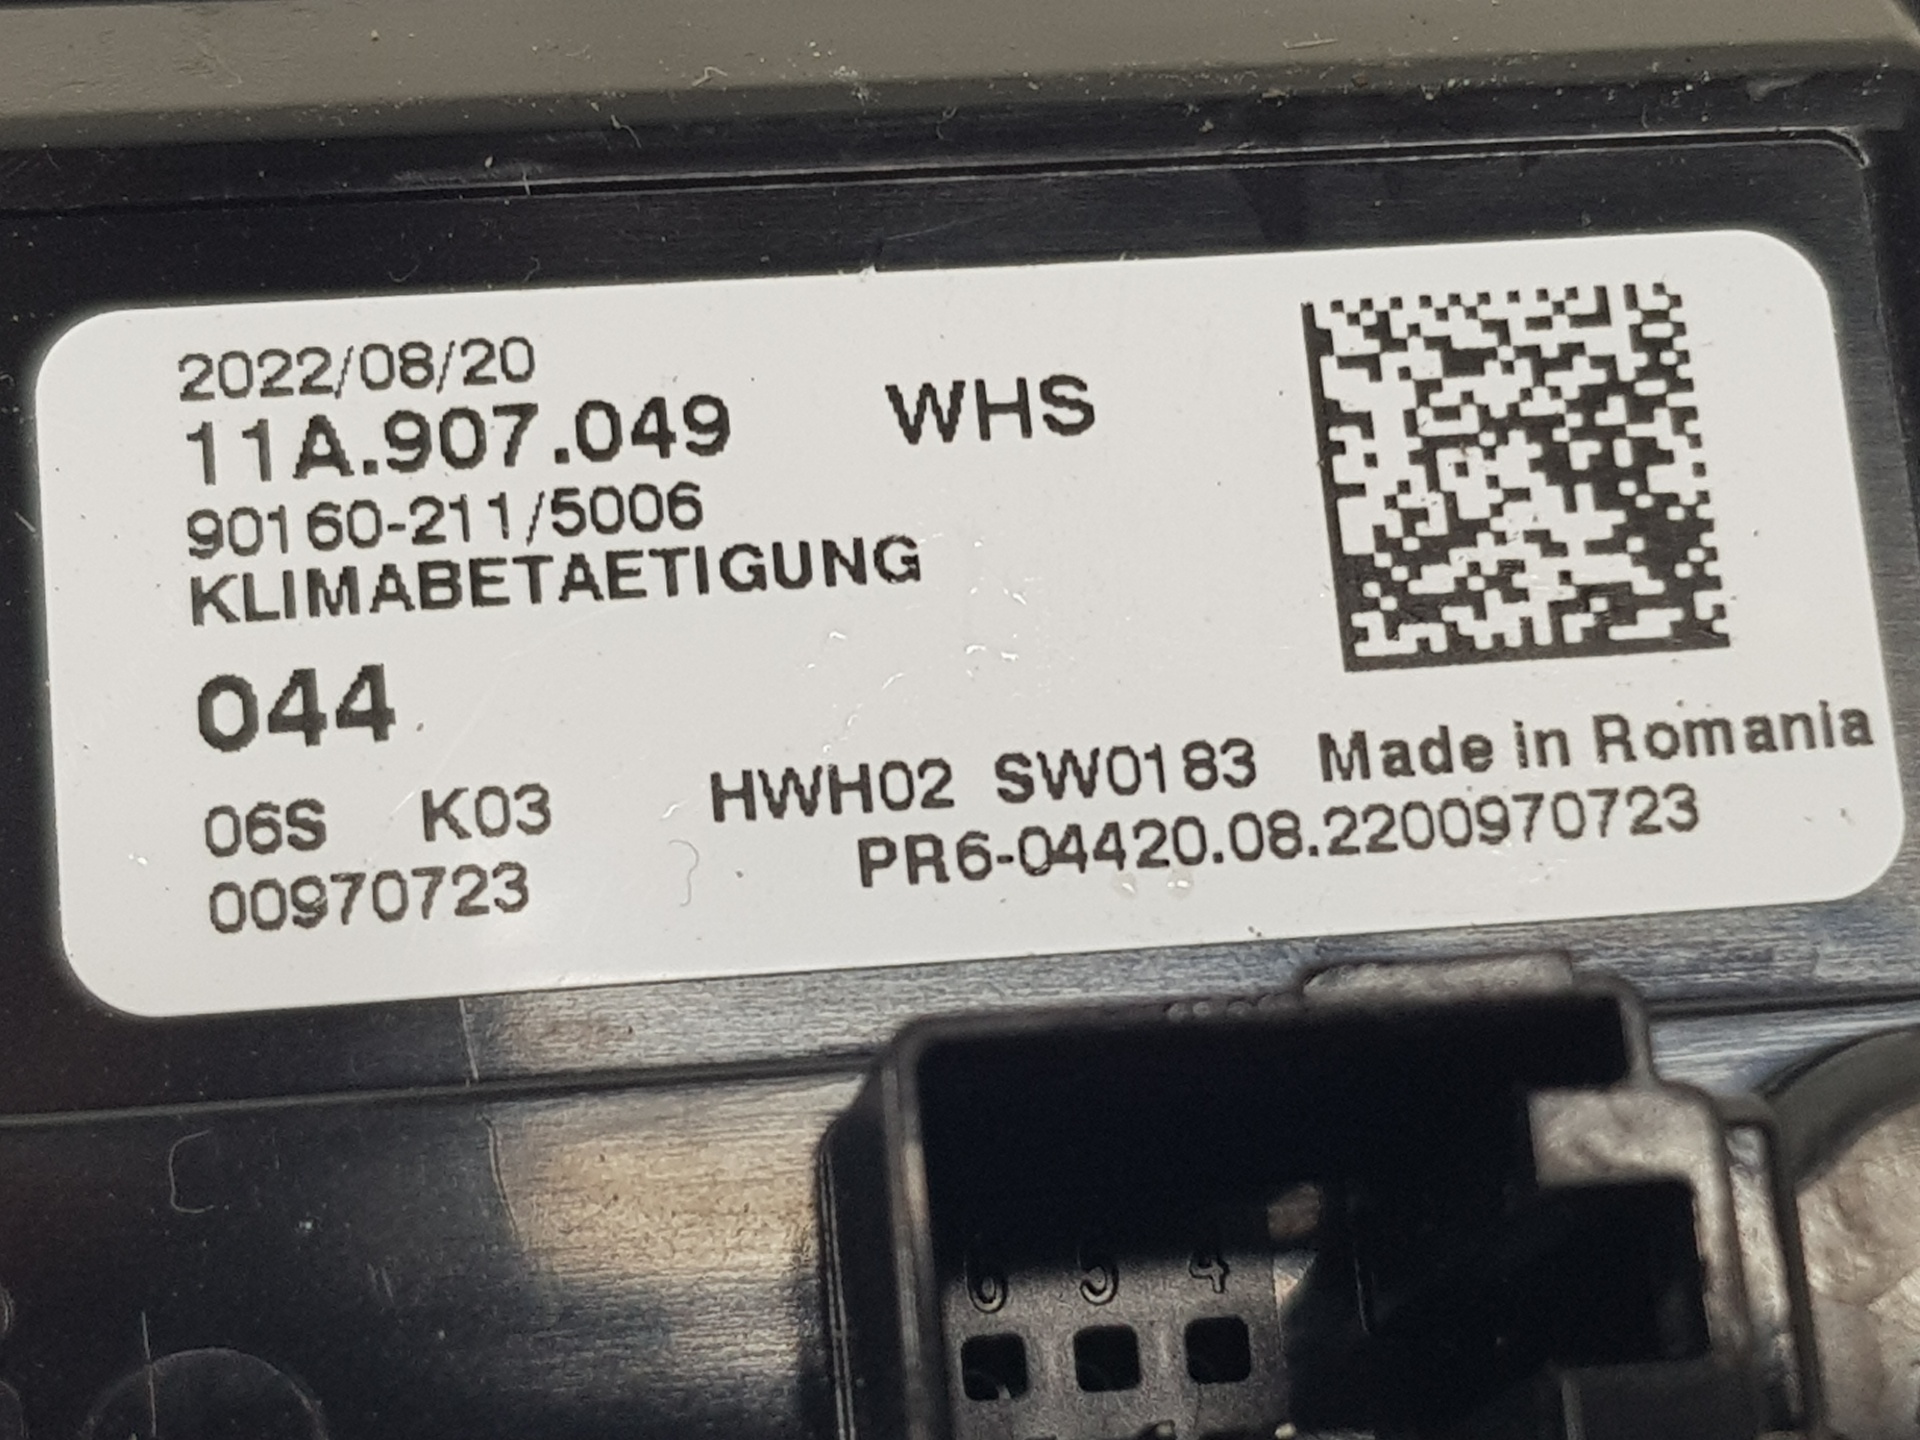 2022/08/20
11A.907.049 WHS
90160-211/5006
KLIMABETAETIGUNG
044
06S K03 HWH02 SW0183 Made in Romania
00970723 PR6-04420.08.2200970723
6 5 4